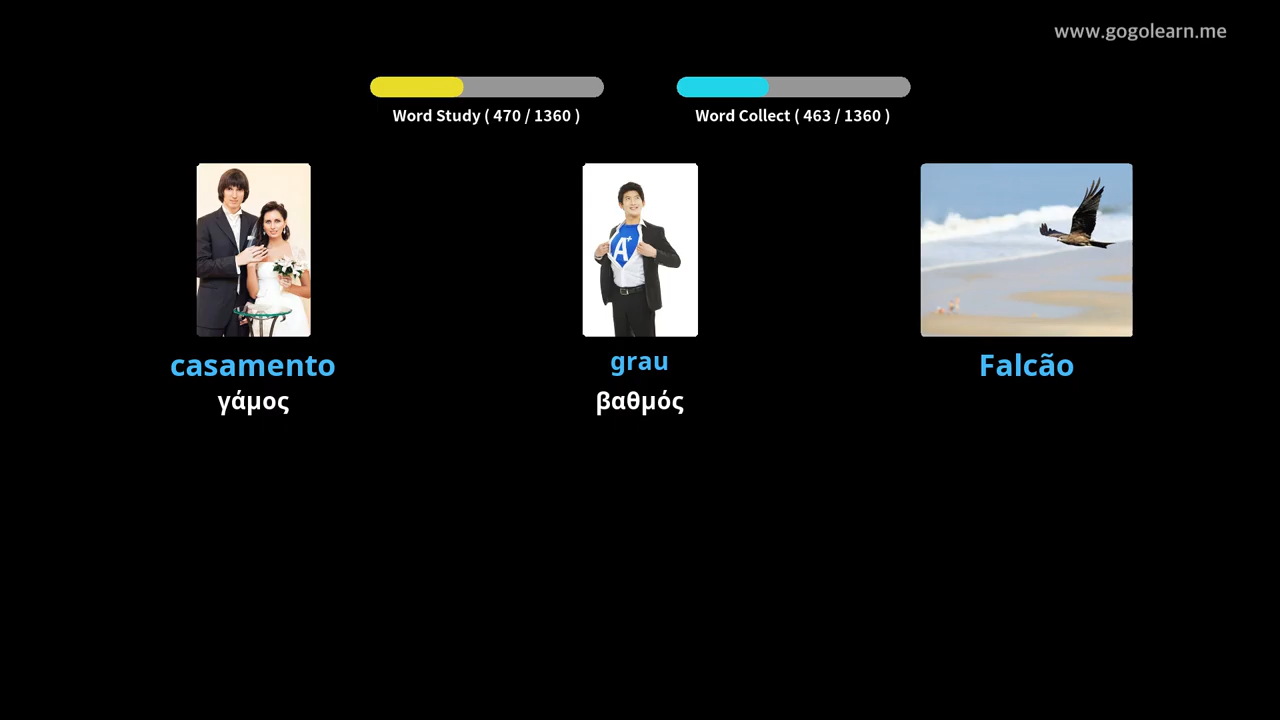 www.gogolearn.me
Word Study ( 470 / 1360 )
Word Collect ( 463 / 1360 )
A+
casamento
grau
Falcão
γάμος
βαθμός